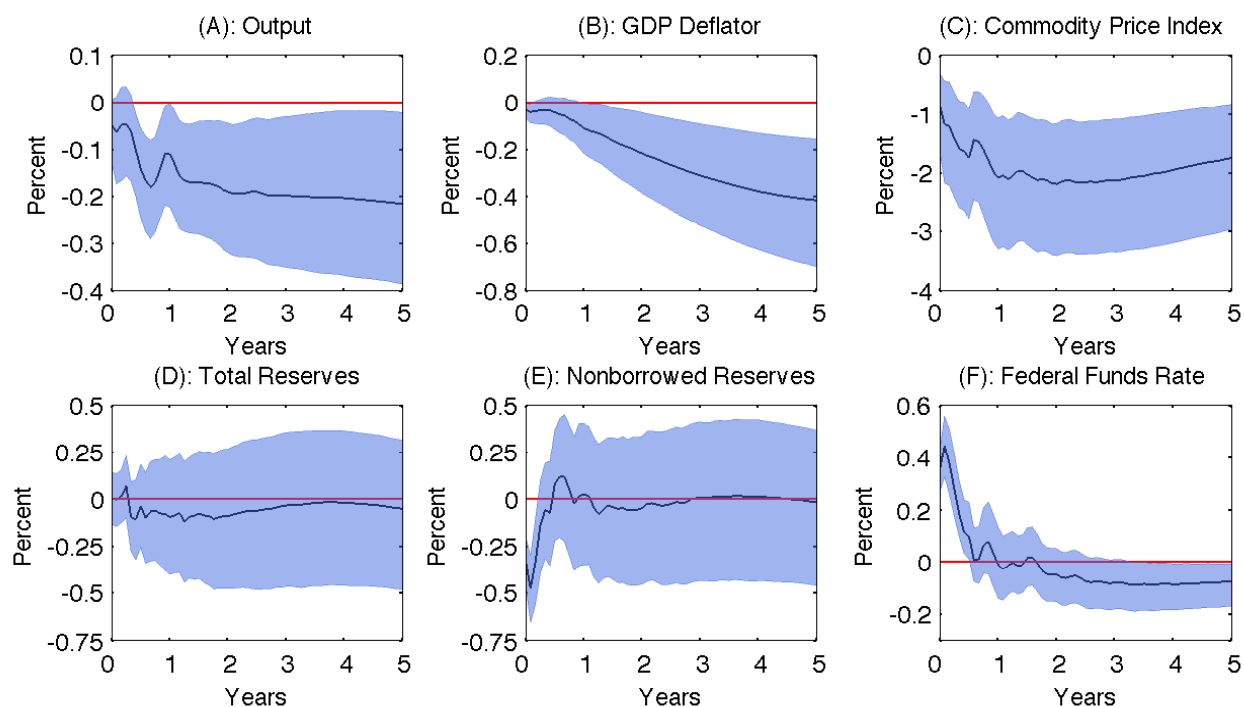 (A): Output
(B): GDP Deflator
(C): Commodity Price Index
Percent
0.1
0
-0.1
-0.2
-0.3
-0.4
0 1 2 3 4 5
Years
Percent
0.2
0
-0.2
-0.4
-0.6
-0.8
0 1 2 3 4 5
Years
Percent
0
-1
-2
-3
-4
0 1 2 3 4 5
Years
(D): Total Reserves
(E): Nonborrowed Reserves
(F): Federal Funds Rate
Percent
0.5
0.25
0
-0.25
-0.5
-0.75
0 1 2 3 4 5
Years
Percent
0.5
0.25
0
-0.25
-0.5
-0.75
0 1 2 3 4 5
Years
Percent
0.6
0.4
0.2
0
-0.2
0 1 2 3 4 5
Years